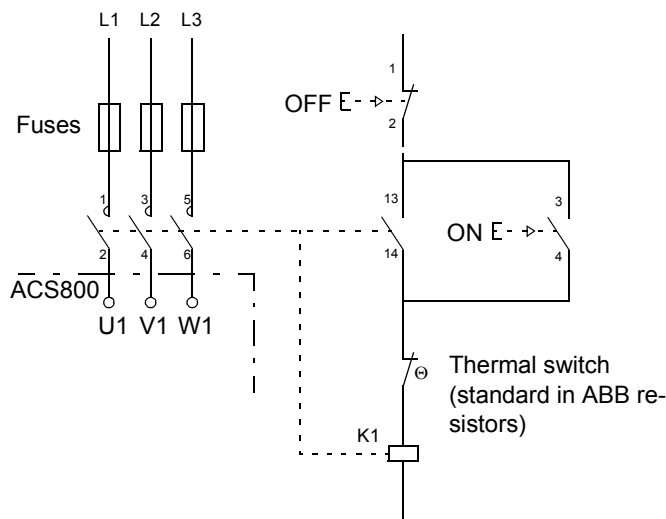 L1 L2 L3
1
OFF
2
Fuses
1 3 5
13
3
ON
2 4 6
14
4
ACS800
U1 V1 W1
Thermal switch
Θ
(standard in ABB re-
sistors)
K1